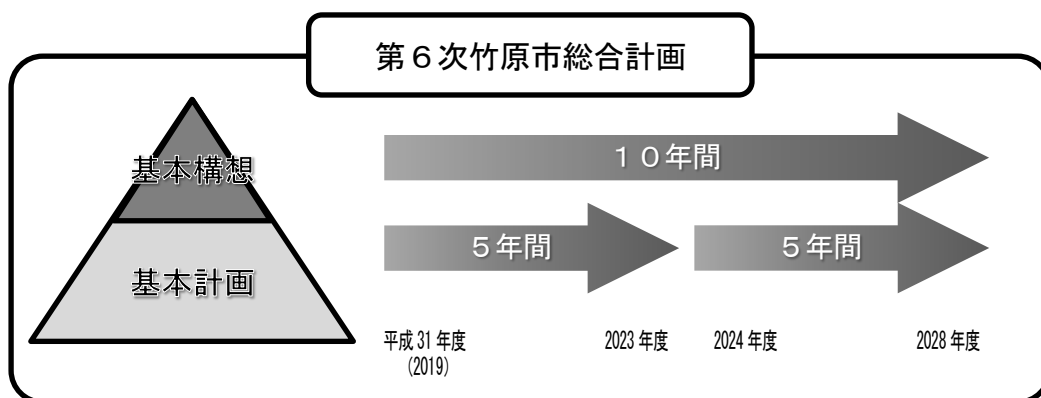 第６次竹原市総合計画
基本構想
１０年間
基本計画
５年間
５年間
平成 31 年度
(2019)
2023 年度
2024 年度
2028 年度